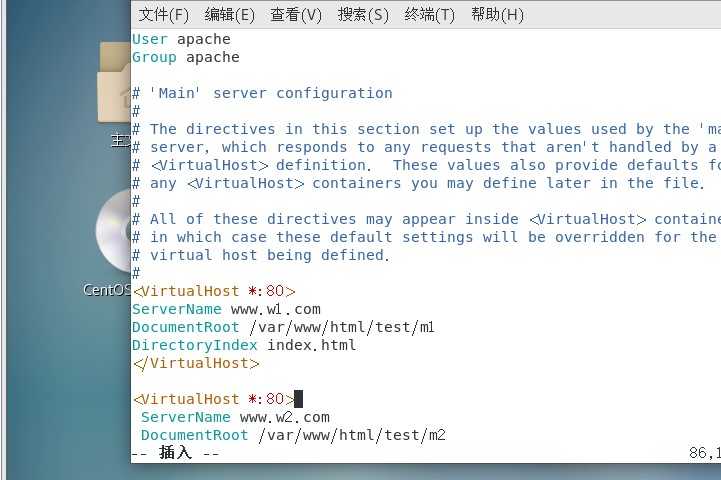 文件(F) 编辑(E) 查看(V) 搜索(S) 终端(T) 帮助(H)
User apache
Group apache
# 'Main' server configuration
#
# The directives in this section set up the values used by the 'ma
# server, which responds to any requests that aren't handled by a
# <VirtualHost> definition.  These values also provide defaults fo
# any <VirtualHost> containers you may define later in the file.
#
# All of these directives may appear inside <VirtualHost> containe
# in which case these default settings will be overridden for the
# virtual host being defined.
#
<VirtualHost *:80>
ServerName www.w1.com
DocumentRoot /var/www/html/test/m1
DirectoryIndex index.html
</VirtualHost>
<VirtualHost *:80>
ServerName www.w2.com
DocumentRoot /var/www/html/test/m2
-- 插入 --
86,1
主
CentOS